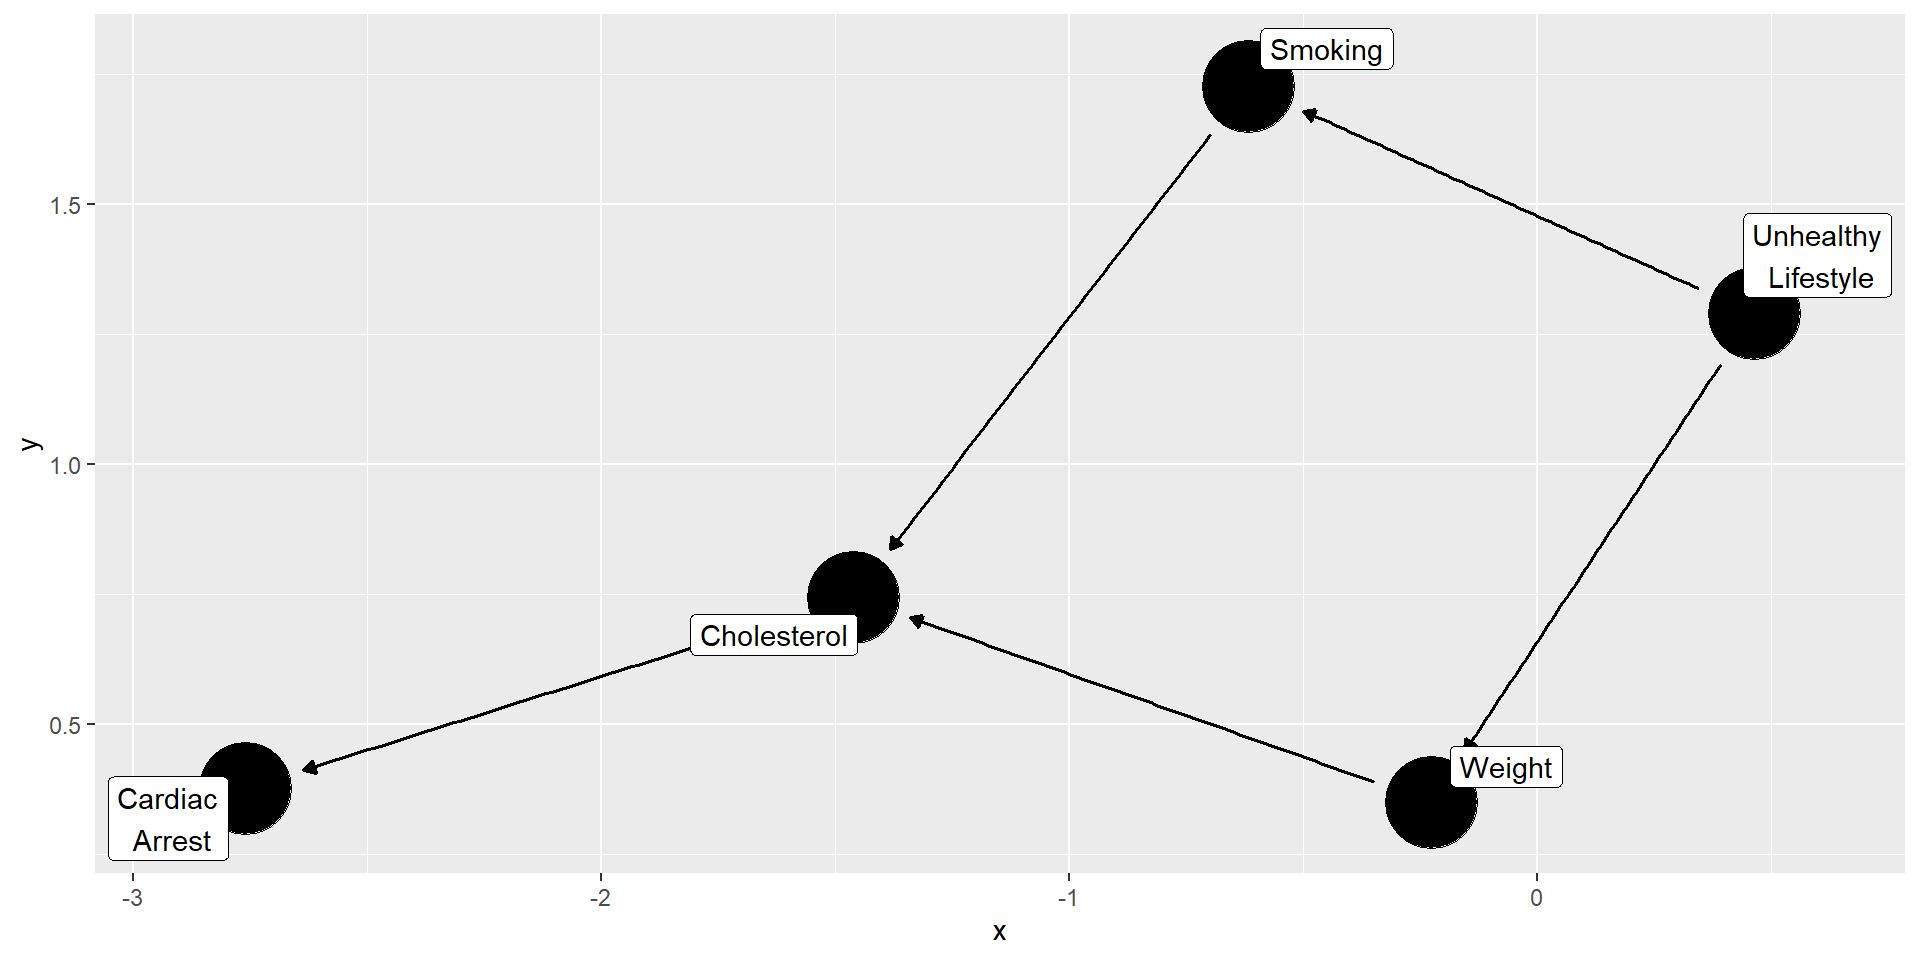 Smoking
Unhealthy
Lifestyle
Cholesterol
Weight
Cardiac
Arrest
1.5
1.0
0.5
y
-3
-2
-1
0
x